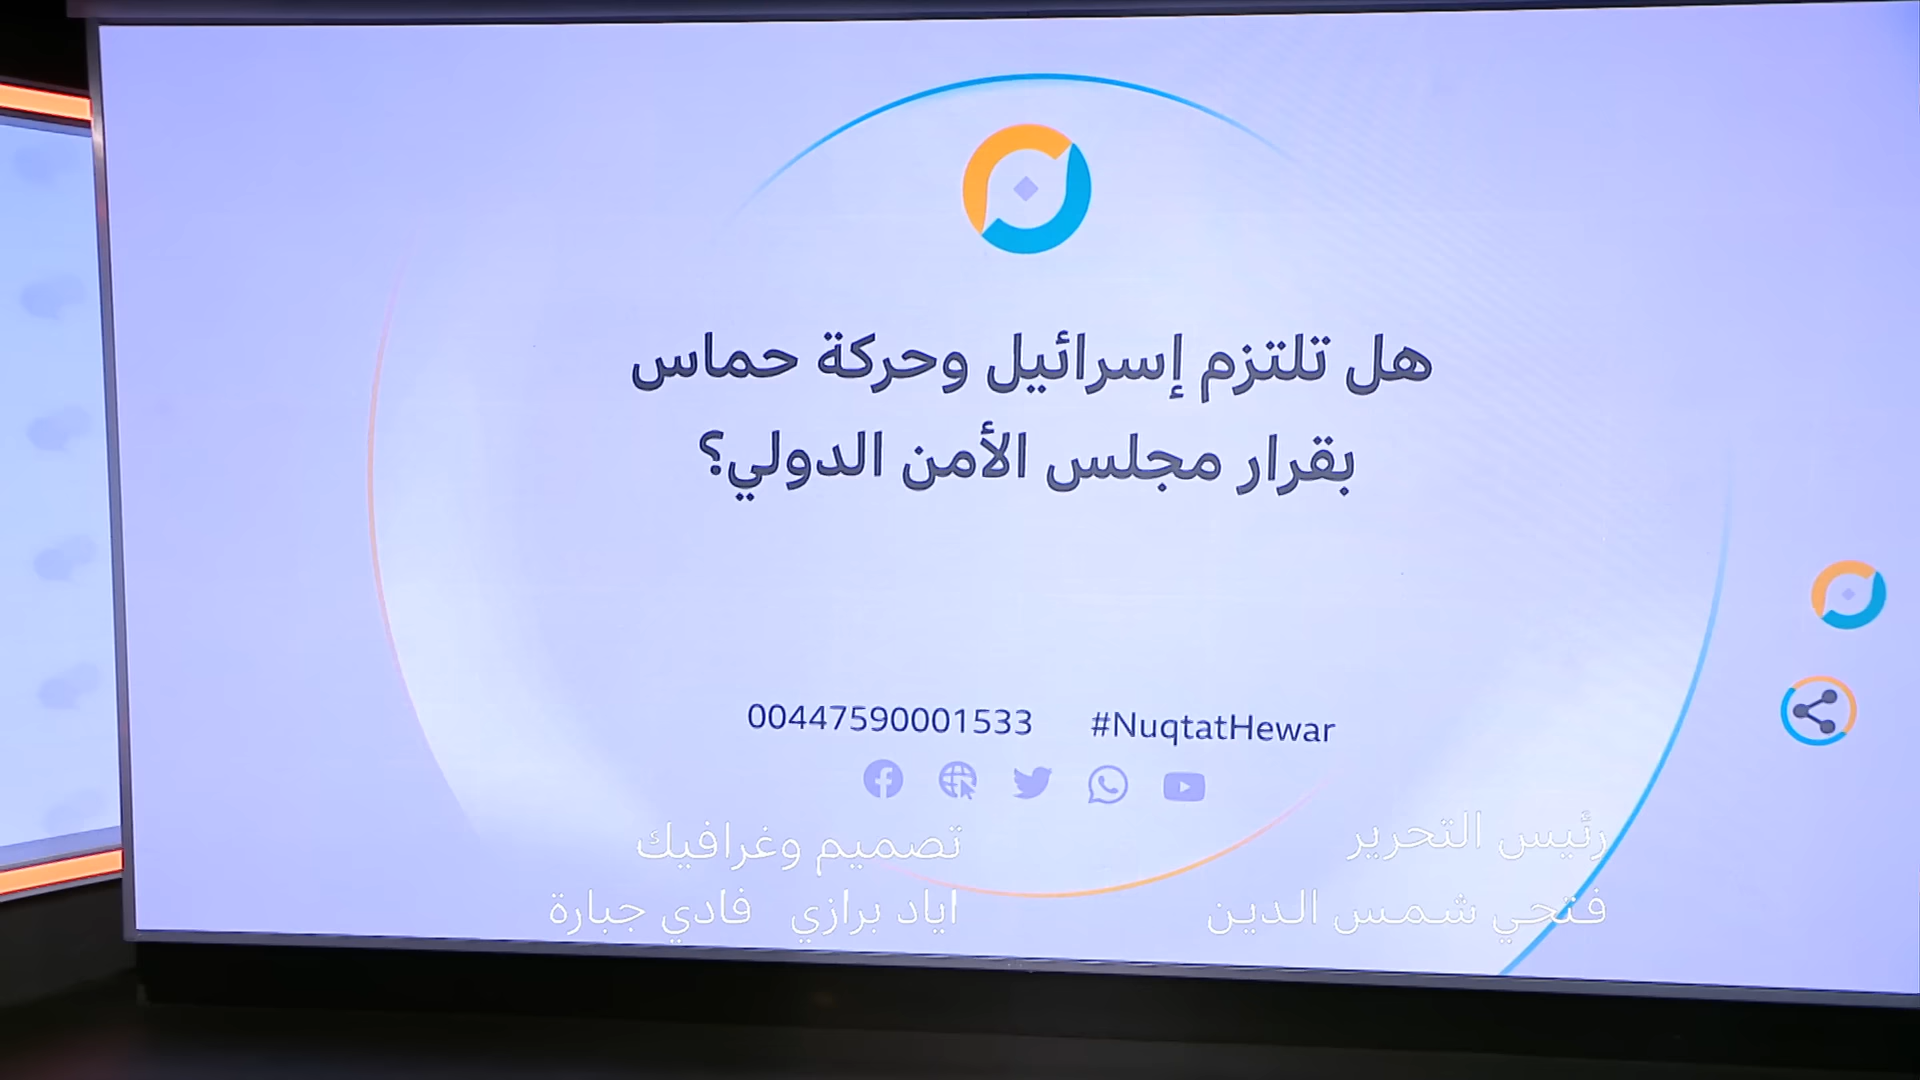 هل تلتزم إسرائيل وحركة حماس
بقرار مجلس الأمن الدولي؟
00447590001533 #NuqtatHewar
رئيس التحرير
فتحي شمس الدين
تصميم وغرافيك
اياد برازي فادي جبارة